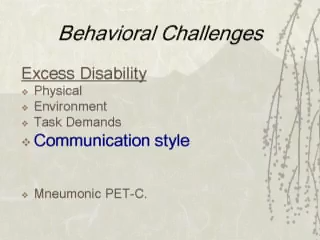 Behavioral Challenges
Excess Disability
Physical
Environment
Task Demands
Communication style
Mneumonic PET-C.